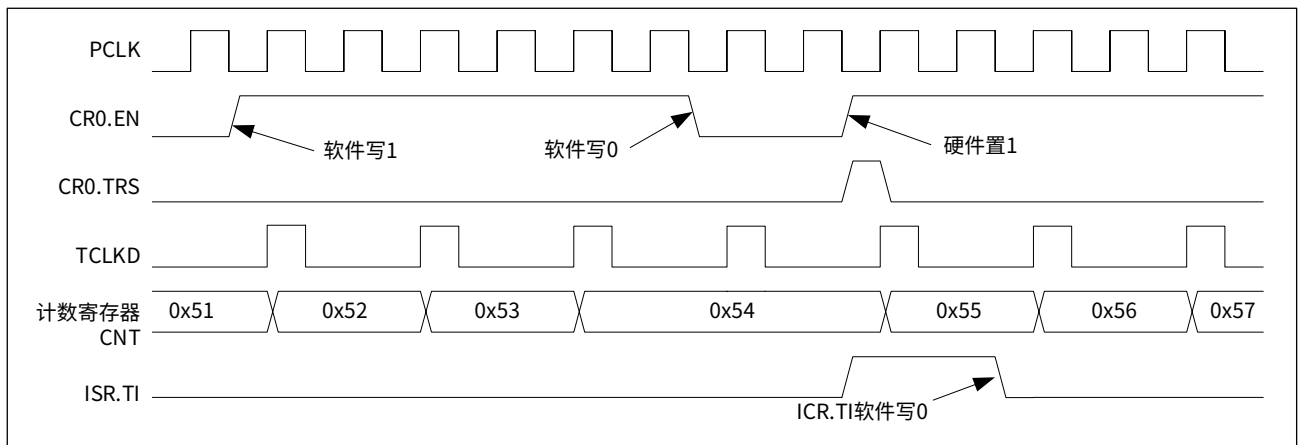 PCLK
CR0.EN
软件写1
软件写0
硬件置1
CR0.TRS
TCLKD
计数寄存器
CNT
0x51
0x52
0x53
0x54
0x55
0x56
0x57
ISR.TI
ICR.TI软件写0